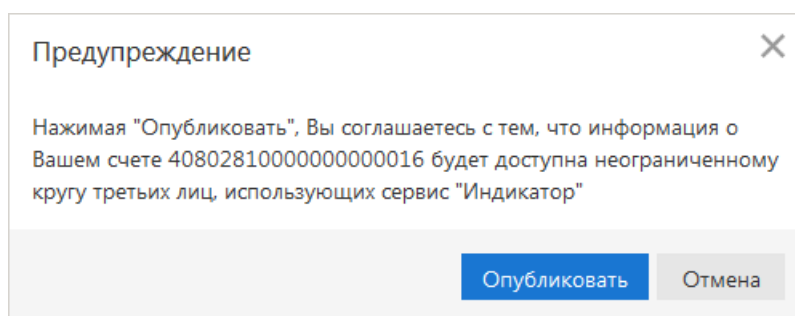 Предупреждение
Нажимая "Опубликовать", Вы соглашаетесь с тем, что информация о
Вашем счете 40802810000000000016 будет доступна неограниченному
кругу третьих лиц, использующих сервис "Индикатор"
Опубликовать Отмена